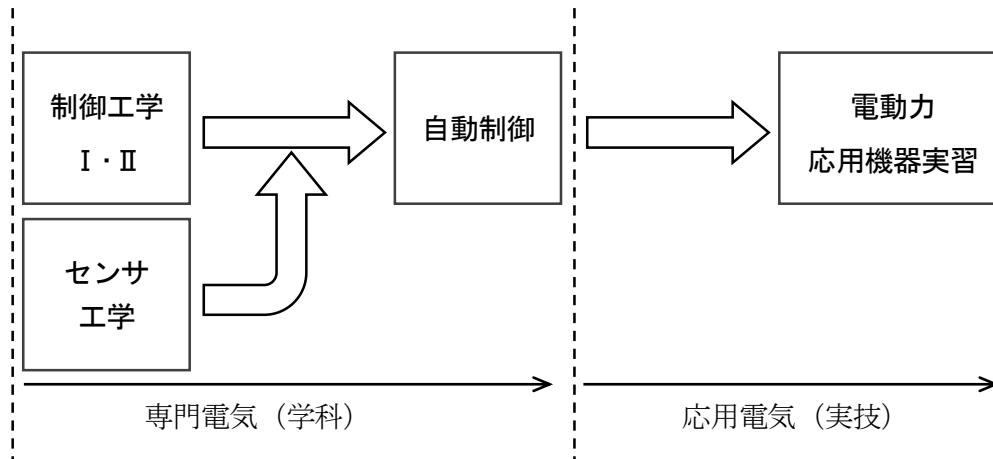 制御工学
Ⅰ・Ⅱ
自動制御
電動力
応用機器実習
センサ
工学
専門電気（学科）
応用電気（実技）